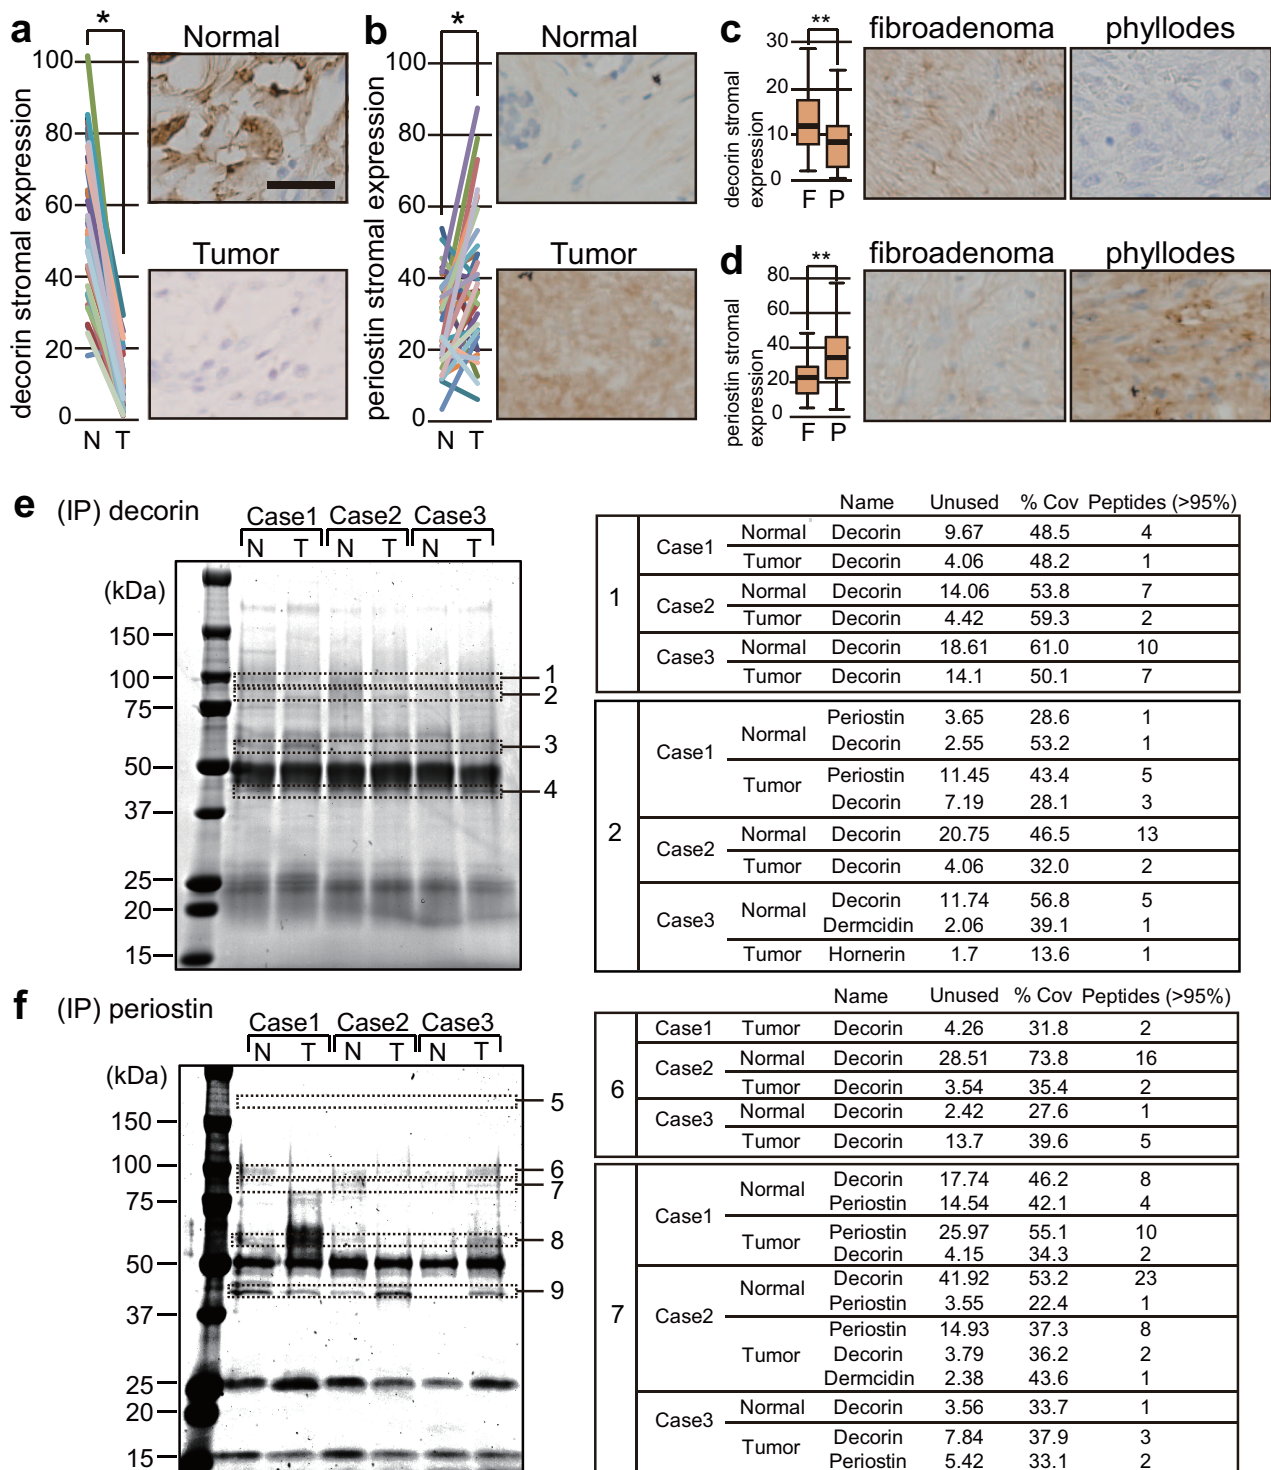 a
*
Normal
decorin stromal expression
100
80
60
40
20
0
N T
Tumor
b
*
Normal
periostin stromal expression
100
80
60
40
20
0
N T
Tumor
c
**
fibroadenoma
phyllodes
decorin stromal
expression
30
20
10
0
F P
d
**
fibroadenoma
phyllodes
periostin stromal
expression
80
60
40
20
0
F P
e (IP) decorin
Case1 Case2 Case3
N T N T N T
(kDa)
150
100
75
50
37
25
20
15
1
2
3
4
Name Unused % Cov Peptides (>95%)
1
Case1 Normal Decorin 9.67 48.5 4
Tumor Decorin 4.06 48.2 1
Case2 Normal Decorin 14.06 53.8 7
Tumor Decorin 4.42 59.3 2
Case3 Normal Decorin 18.61 61.0 10
Tumor Decorin 14.1 50.1 7
2
Case1 Normal Periostin 3.65 28.6 1
Decorin 2.55 53.2 1
Tumor Periostin 11.45 43.4 5
Decorin 7.19 28.1 3
Case2 Normal Decorin 20.75 46.5 13
Tumor Decorin 4.06 32.0 2
Case3 Normal Decorin 11.74 56.8 5
Dermcidin 2.06 39.1 1
Tumor Hornerin 1.7 13.6 1
f (IP) periostin
Case1 Case2 Case3
N T N T N T
(kDa)
150
100
75
50
37
25
20
15
5
6
7
8
9
Name Unused % Cov Peptides (>95%)
6
Case1 Tumor Decorin 4.26 31.8 2
Case2 Normal Decorin 28.51 73.8 16
Tumor Decorin 3.54 35.4 2
Case3 Normal Decorin 2.42 27.6 1
Tumor Decorin 13.7 39.6 5
7
Case1 Normal Decorin 17.74 46.2 8
Periostin 14.54 42.1 4
Tumor Periostin 25.97 55.1 10
Decorin 4.15 34.3 2
Case2 Normal Decorin 41.92 53.2 23
Periostin 3.55 22.4 1
Tumor Periostin 14.93 37.3 8
Decorin 3.79 36.2 2
Dermcidin 2.38 43.6 1
Case3 Normal Decorin 3.56 33.7 1
Tumor Decorin 7.84 37.9 3
Periostin 5.42 33.1 2